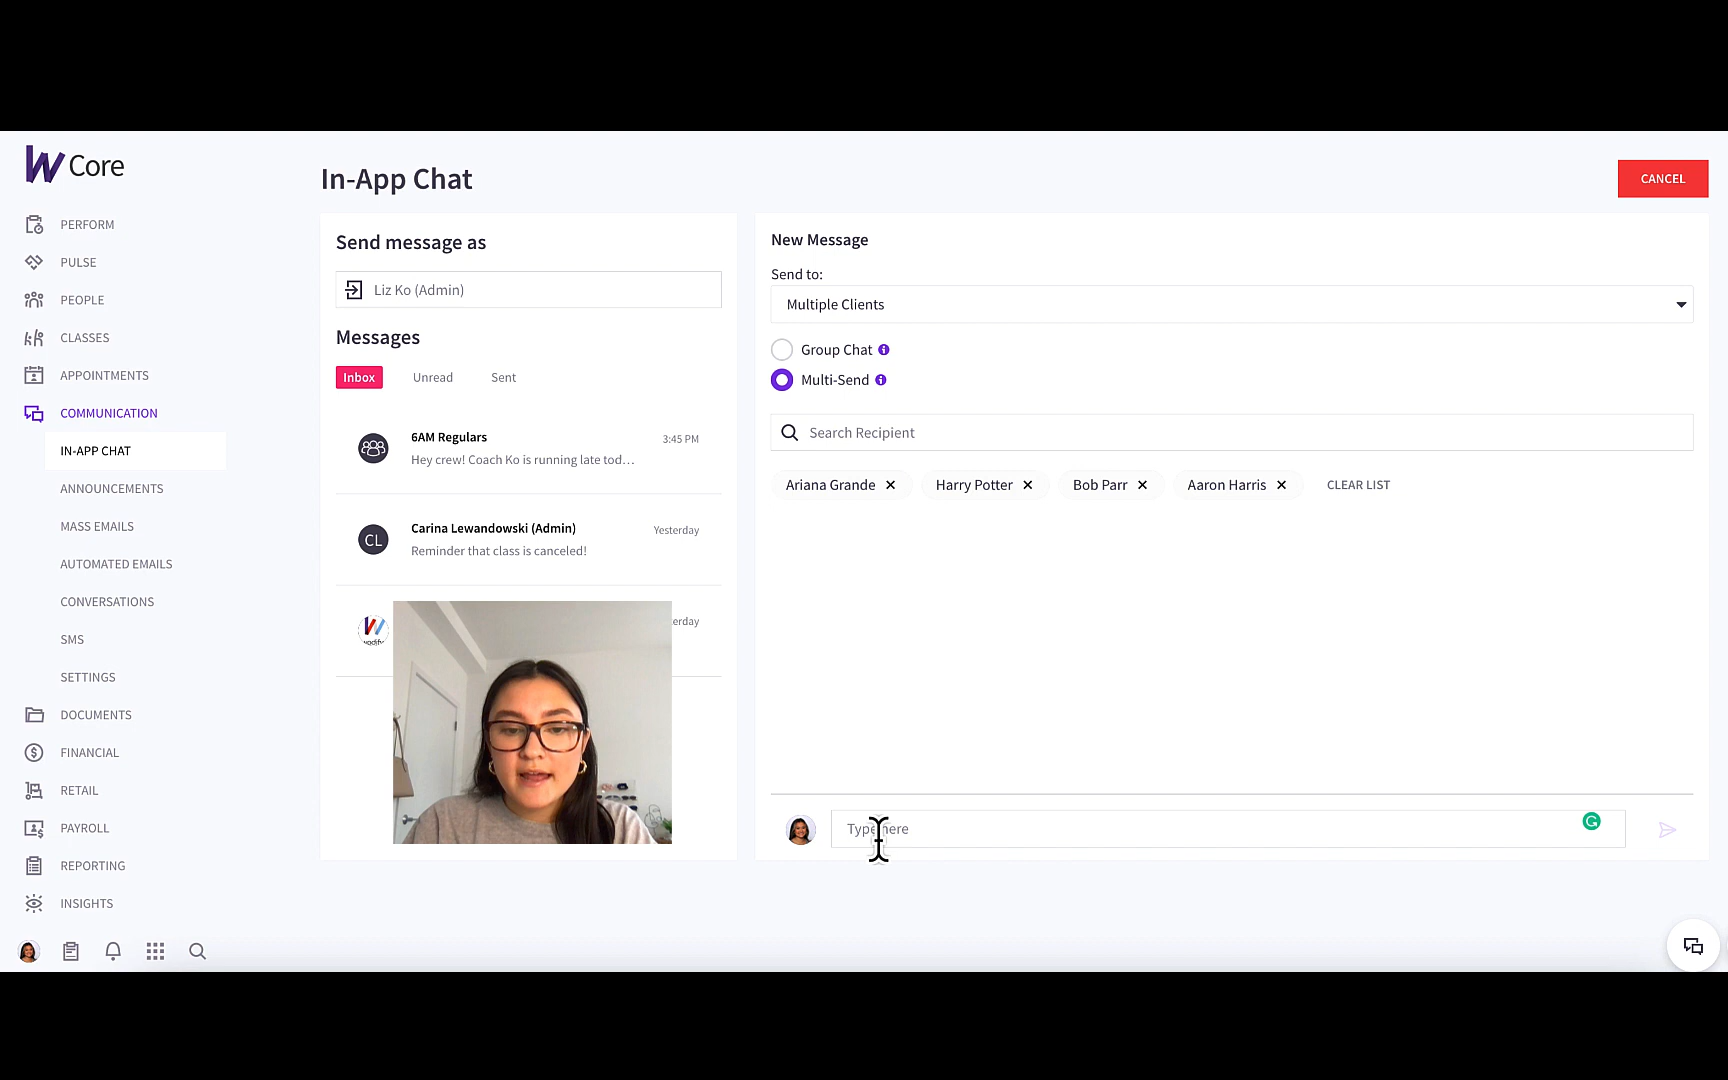 W Core
In-App Chat
CANCEL
PERFORM
PULSE
PEOPLE
CLASSES
APPOINTMENTS
COMMUNICATION
IN-APP CHAT
ANNOUNCEMENTS
MASS EMAILS
AUTOMATED EMAILS
CONVERSATIONS
SMS
SETTINGS
DOCUMENTS
FINANCIAL
RETAIL
PAYROLL
REPORTING
INSIGHTS
Send message as
Liz Ko (Admin)
Messages
Inbox Unread Sent
6AM Regulars 3:45 PM
Hey crew! Coach Ko is running late tod...
CL
Carina Lewandowski (Admin) Yesterday
Reminder that class is canceled!
erday
New Message
Send to:
Multiple Clients
Group Chat
Multi-Send
Search Recipient
Ariana Grande Harry Potter Bob Parr Aaron Harris CLEAR LIST
Type here